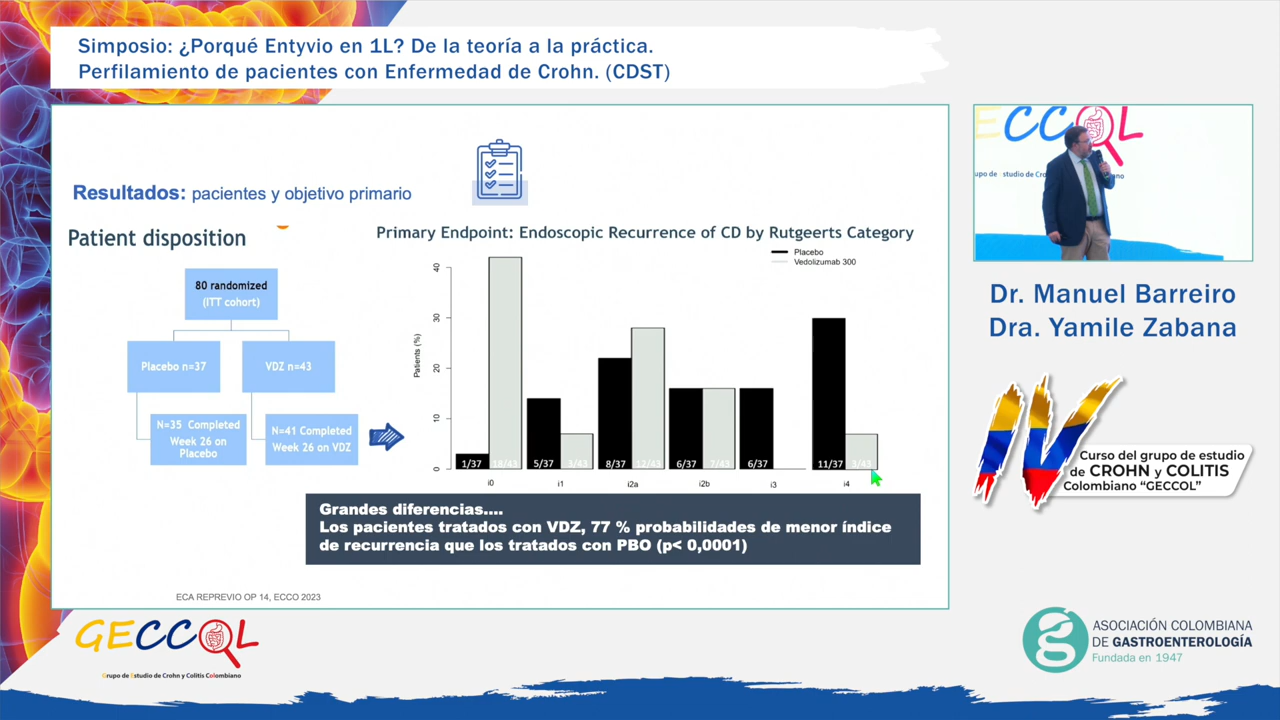 Simposio: ¿Porqué Entyvio en 1L? De la teoría a la práctica.
Perfilamiento de pacientes con Enfermedad de Crohn. (CDST)
Resultados: pacientes y objetivo primario
Patient disposition
80 randomized
(ITT cohort)
Placebo n=37
VDZ n=43
N=35 Completed
Week 26 on
Placebo
N=41 Completed
Week 26 on VDZ
Primary Endpoint: Endoscopic Recurrence of CD by Rutgeerts Category
Placebo
Vedolizumab 300
Patients (%)
40
30
20
10
0
1/37 18/43 5/37 3/43 8/37 12/43 6/37 7/43 6/37 11/37 3/43
i0 i1 i2a i2b i3 i4
Grandes diferencias....
Los pacientes tratados con VDZ, 77 % probabilidades de menor índice
de recurrencia que los tratados con PBO (p< 0,0001)
ECA REPREVIO OP 14, ECCO 2023
GECCOL
Grupo de Estudio de Crohn y Colitis Colombiano
ECCOL
upo de Estudio de Cro
ombiano
Dr. Manuel Barreiro
Dra. Yamile Zabana
IV
Curso del grupo de estudio
de CROHN y COLITIS
Colombiano “GECCOL”
ASOCIACIÓN COLOMBIANA
DE GASTROENTEROLOGÍA
Fundada en 1947